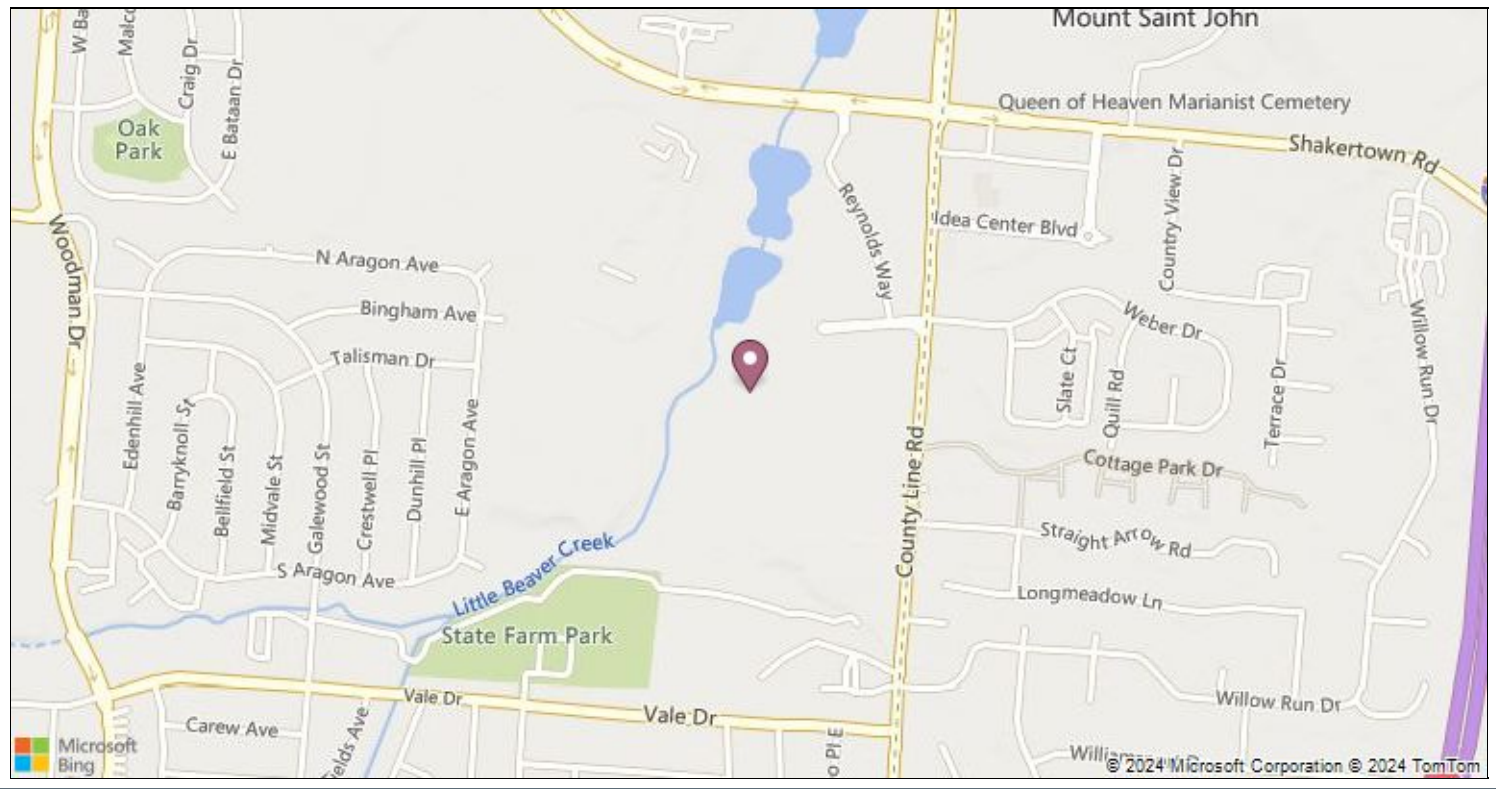 Mount Saint John
W Ba
Malco
Craig Dr
E Bataan Dr
Oak
Park
Queen of Heaven Marianist Cemetery
Shakertown Rd
Country View Dr
Reynolds Way
Idea Center Blvd
Woodman Dr
N Aragon Ave
Bingham Ave
Talisman Dr
Weber Dr
Willow Run Dr
Edenhill Ave
Barryknoll St
Bellfield St
Midvale St
Galewood St
Crestwell Pl
Dunhill Pl
E Aragon Ave
Slate Ct
Quill Rd
Terrace Dr
County Line Rd
Cottage Park Dr
Straight Arrow Rd
S Aragon Ave
Little Beaver Creek
Longmeadow Ln
State Farm Park
Vale Dr
Vale Dr
Willow Run Dr
Carew Ave
elds Ave
o Pl E
Microsoft
Bing
© 2024 Microsoft Corporation © 2024 TomTom